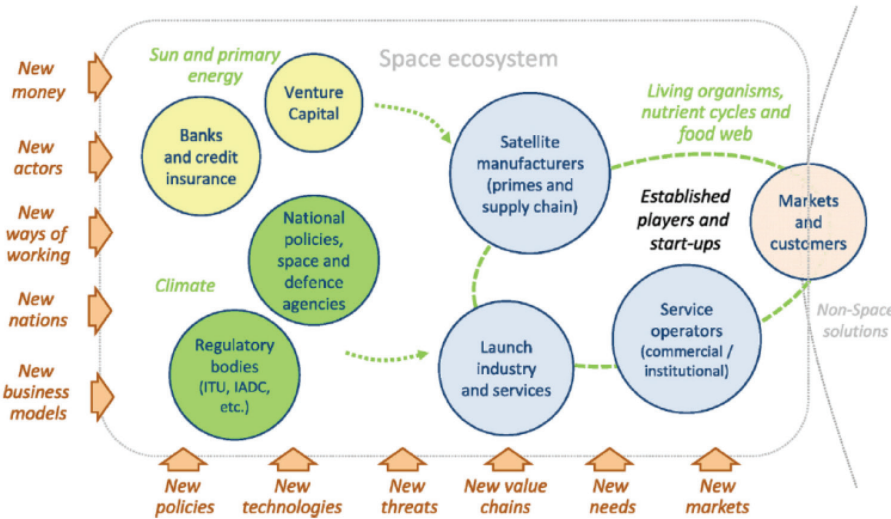 Space ecosystem
Sun and primary
energy
Venture
Capital
Banks
and credit
insurance
National
policies,
space and
defence
agencies
Climate
Regulatory
bodies
(ITU, IADC,
etc.)
Satellite
manufacturers
(primes and
supply chain)
Launch
industry
and services
Living organisms,
nutrient cycles and
food web
Established
players and
start-ups
Service
operators
(commercial /
institutional)
Markets
and
customers
Non-Space
solutions
New
money
New
actors
New
ways of
working
New
nations
New
business
models
New
policies
New
technologies
New
threats
New value
chains
New
needs
New
markets